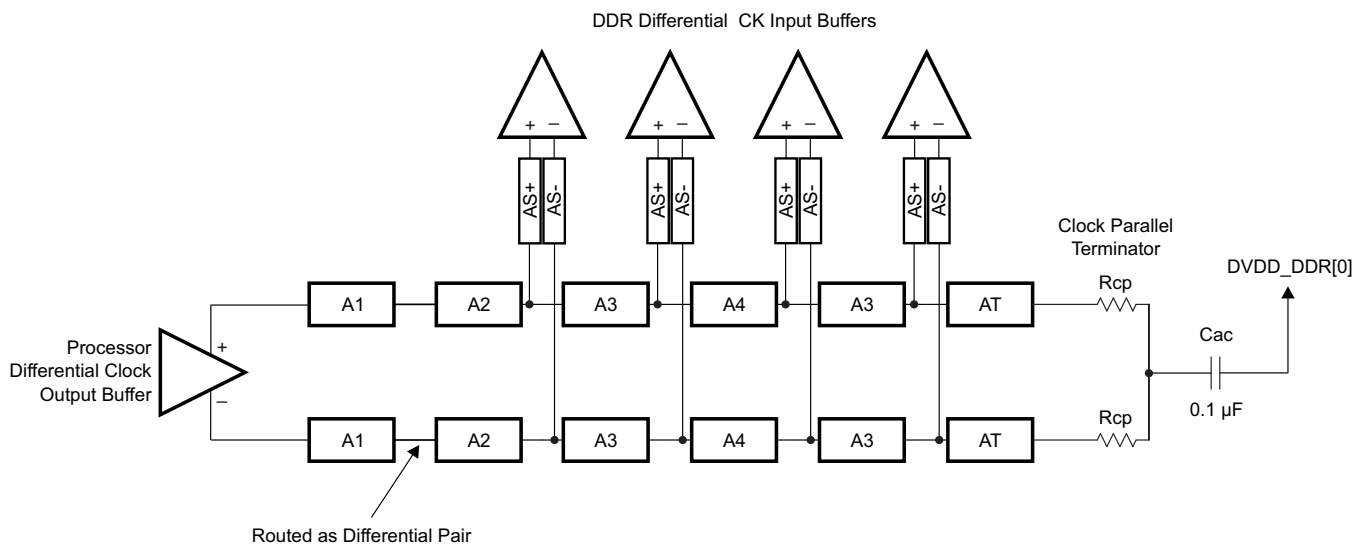 DDR Differential CK Input Buffers
+ –
+ –
+ –
+ –
AS+
AS-
AS+
AS-
AS+
AS-
AS+
AS-
Clock Parallel
Terminator
DVDD_DDR[0]
A1
A2
A3
A4
A3
AT
Rcp
Processor
Differential Clock
Output Buffer
+
–
Cac
0.1 µF
A1
A2
A3
A4
A3
AT
Rcp
Routed as Differential Pair